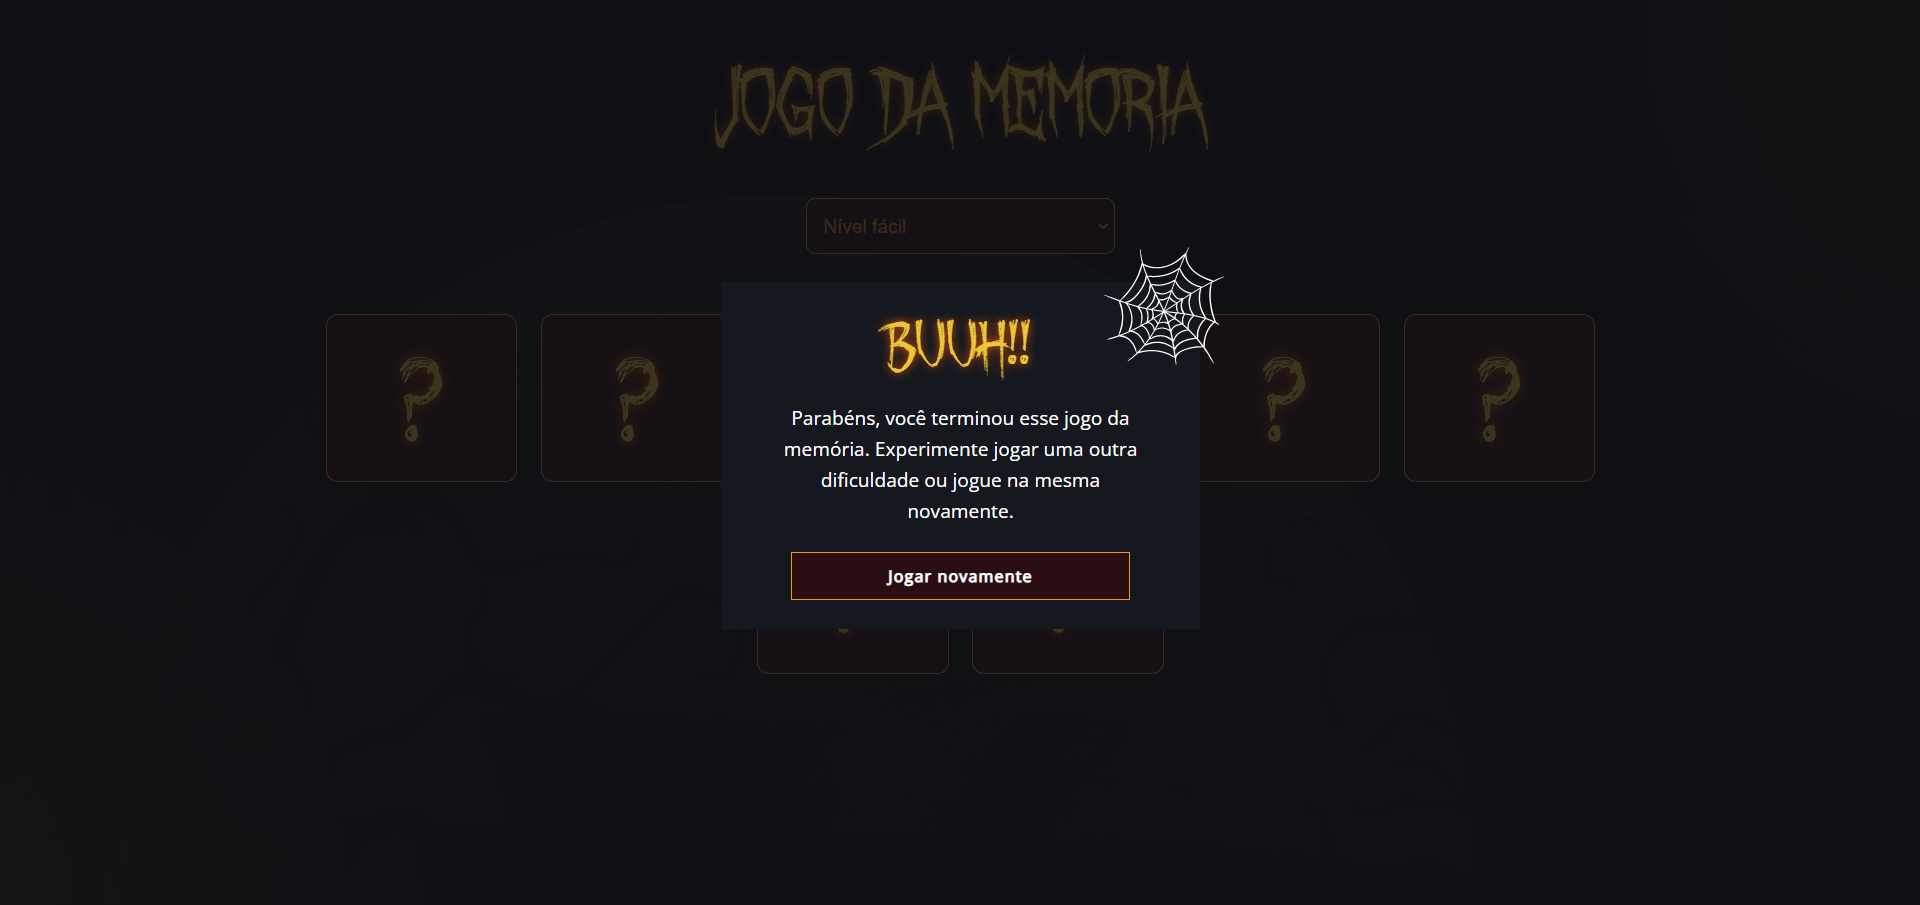 JOGO DA MEMORIA
Nível fácil
BUUH!!
? ? ? ?
Parabéns, você terminou esse jogo da
memória. Experimente jogar uma outra
dificuldade ou jogue na mesma
novamente.
Jogar novamente